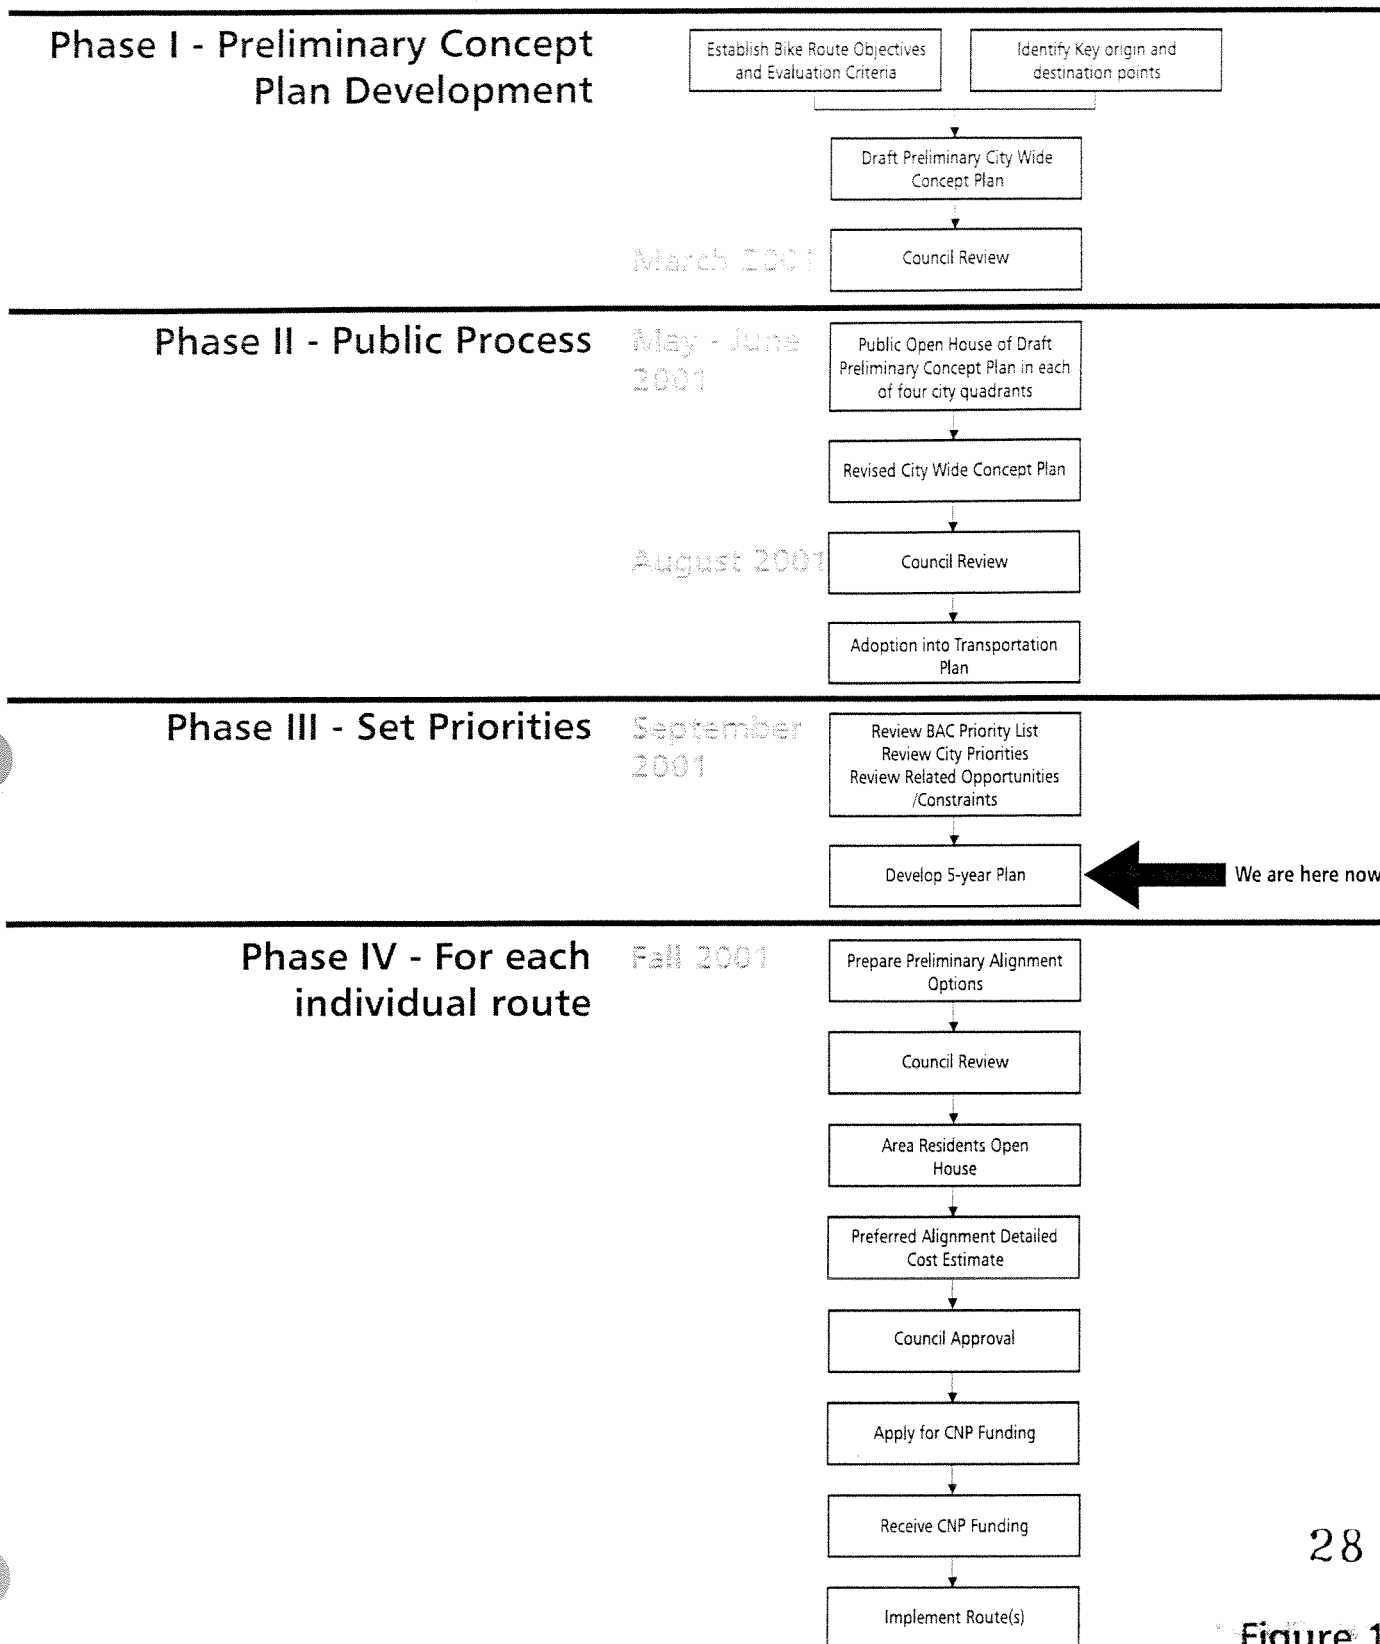 Phase I - Preliminary Concept
Plan Development
Establish Bike Route Objectives
and Evaluation Criteria
Identify Key origin and
destination points
Draft Preliminary City Wide
Concept Plan
March 2001
Council Review
Phase II - Public Process
May - June
2001
Public Open House of Draft
Preliminary Concept Plan in each
of four city quadrants
Revised City Wide Concept Plan
August 2001
Council Review
Adoption into Transportation
Plan
Phase III - Set Priorities
September
2001
Review BAC Priority List
Review City Priorities
Review Related Opportunities
/Constraints
Develop 5-year Plan
We are here now
Phase IV - For each
individual route
Fall 2001
Prepare Preliminary Alignment
Options
Council Review
Area Residents Open
House
Preferred Alignment Detailed
Cost Estimate
Council Approval
Apply for CNP Funding
Receive CNP Funding
Implement Route(s)
28
Figure 1